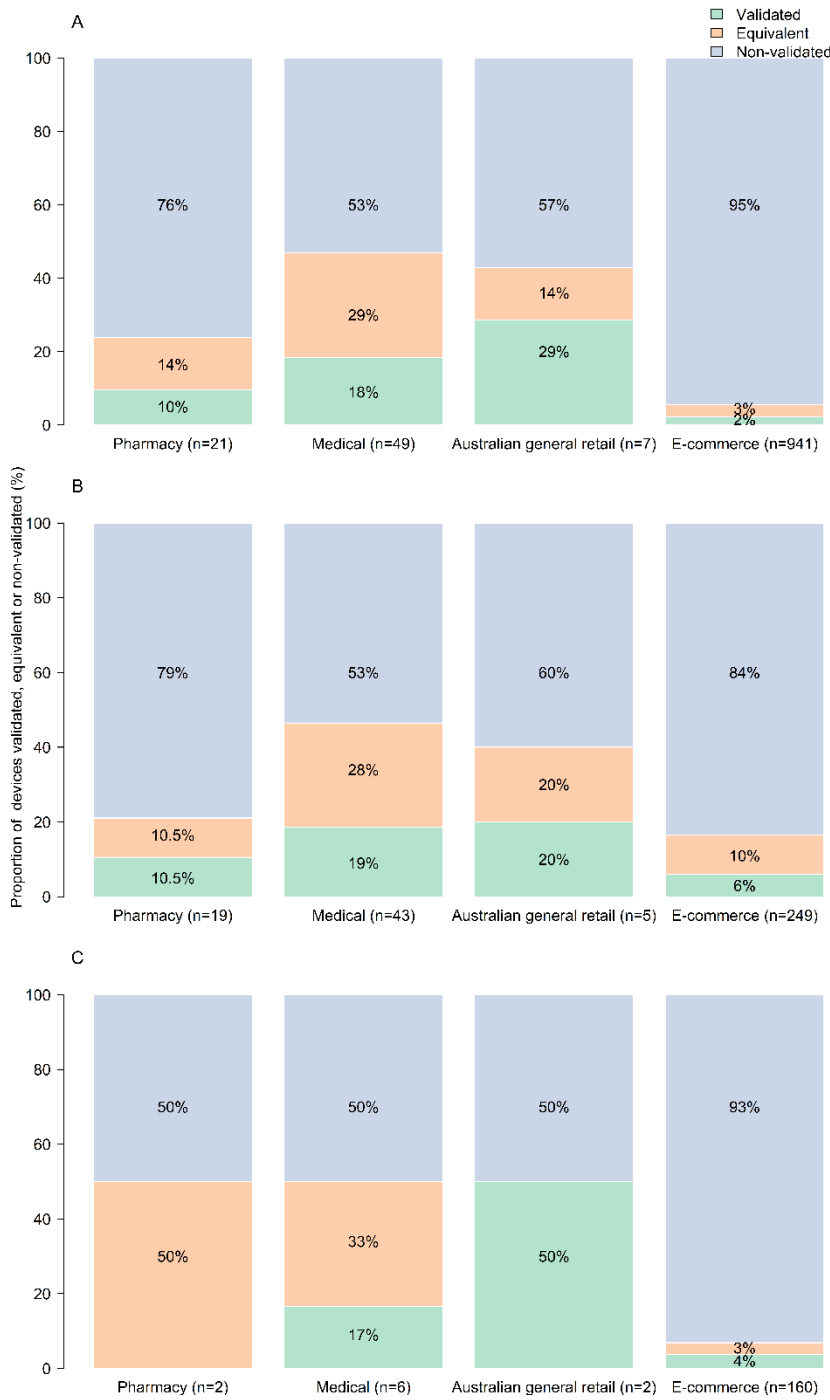 A
Validated
Equivalent
Non-validated
100
80
60
40
20
0
76%
53%
57%
95%
14%
29%
14%
3%
10%
18%
29%
2%
Pharmacy (n=21)
Medical (n=49)
Australian general retail (n=7)
E-commerce (n=941)
Proportion of devices validated, equivalent or non-validated (%)
B
100
80
60
40
20
0
79%
53%
60%
84%
10.5%
28%
20%
10%
10.5%
19%
20%
6%
Pharmacy (n=19)
Medical (n=43)
Australian general retail (n=5)
E-commerce (n=249)
C
100
80
60
40
20
0
50%
50%
50%
93%
50%
33%
50%
3%
17%
4%
Pharmacy (n=2)
Medical (n=6)
Australian general retail (n=2)
E-commerce (n=160)